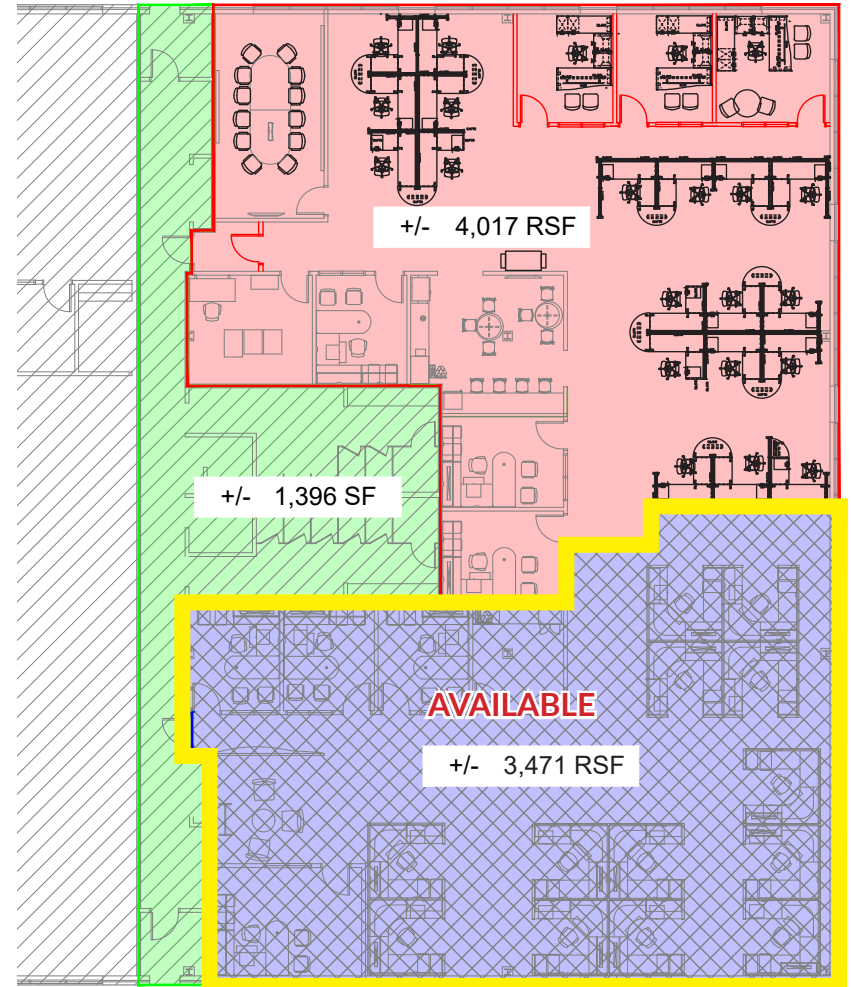 +/- 4,017 RSF
+/- 1,396 SF
AVAILABLE
+/- 3,471 RSF